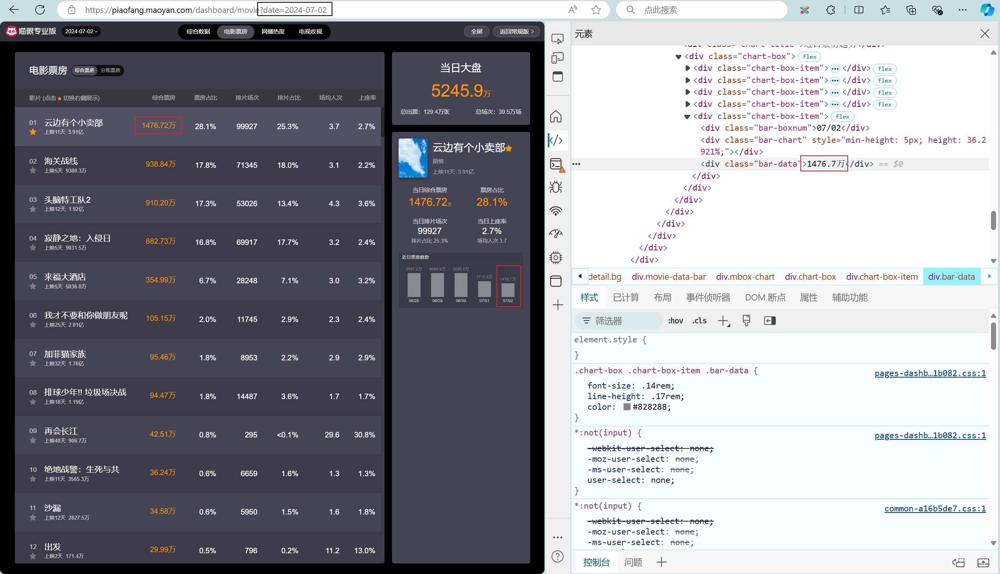 https://piaofang.maoyan.com/dashboard/movie?date=2024-07-02
点此搜索
猫眼专业版
2024-07-02
综合数据 电影票房 网播热度 电视收视
全屏
返回常规版
电影票房
综合票房 分账票房
影片 (点击 切换右侧展示) 综合票房 票房占比 排片场次 排片占比 场均人次 上座率
01 云边有个小卖部 1476.72万 28.1% 99927 25.3% 3.7 2.7%
上映11天 3.91亿
02 海关战线 938.84万 17.8% 71345 18.0% 3.1 2.2%
上映5天 9380.3万
03 头脑特工队2 910.20万 17.3% 53026 13.4% 4.3 3.6%
上映12天 1.92亿
04 寂静之地：入侵日 882.73万 16.8% 69917 17.7% 3.2 2.4%
上映5天 9031.5万
05 来福大酒店 354.99万 6.7% 28248 7.1% 3.0 3.2%
上映5天 5036.8万
06 我才不要和你做朋友呢 105.15万 2.0% 11745 2.9% 2.3 2.4%
上映25天 2.01亿
07 加菲猫家族 95.46万 1.8% 8953 2.2% 2.9 2.9%
上映32天 1.76亿
08 排球少年!! 垃圾场决战 94.47万 1.8% 14487 3.6% 1.7 1.7%
上映18天 1.19亿
09 再会长江 42.51万 0.8% 295 <0.1% 29.6 30.8%
上映40天 906.7万
10 绝地战警：生死与共 36.24万 0.6% 6659 1.6% 1.3 1.3%
上映11天 3565.3万
11 沙漏 34.58万 0.6% 5950 1.5% 1.6 1.8%
上映12天 2827.5万
12 出发 29.99万 0.5% 796 0.2% 11.2 13.0%
上映2天 171.4万
当日大盘
5245.9万
总出票：129.4万张 总场次：39.5万场
云边有个小卖部
剧情
上映11天 3.91亿
当日综合票房 票房占比
1476.72万 28.1%
当日排片场次 当日上座率
99927 2.7%
排片占比 25.3% 场均人次 3.7
近日票房趋势
2657.2万 4068.9万 3285.6万 1712.8万 1476.7万
06/28 06/29 06/30 07/01 07/02
元素
<div class="chart-title">近日票房趋势</div>
<div class="chart-box"> flex
<div class="chart-box-item"> ••• </div> flex
<div class="chart-box-item"> ••• </div> flex
<div class="chart-box-item"> ••• </div> flex
<div class="chart-box-item"> ••• </div> flex
<div class="chart-box-item"> flex
<div class="bar-boxnum">07/02</div>
<div class="bar-chart" style="min-height: 5px; height: 36.2
921%;"></div>
••• <div class="bar-data">1476.7万</div> == $0
</div>
</div>
</div>
</div>
</div>
</div>
</div>
</div>
detail.bg div.movie-data-bar div.mbox-chart div.chart-box div.chart-box-item div.bar-data
样式 已计算 布局 事件侦听器 DOM 断点 属性 辅助功能
筛选器 :hov .cls
element.style {
}
.chart-box .chart-box-item .bar-data { pages-dashb…1b082.css:1
font-size: .14rem;
line-height: .17rem;
color: #828288;
}
*:not(input) { pages-dashb…1b082.css:1
-webkit-user-select: none;
-moz-user-select: none;
-ms-user-select: none;
user-select: none;
}
*:not(input) { common-a16b5de7.css:1
-webkit-user-select: none;
-moz-user-select: none;
-ms-user-select: none;
控制台 问题